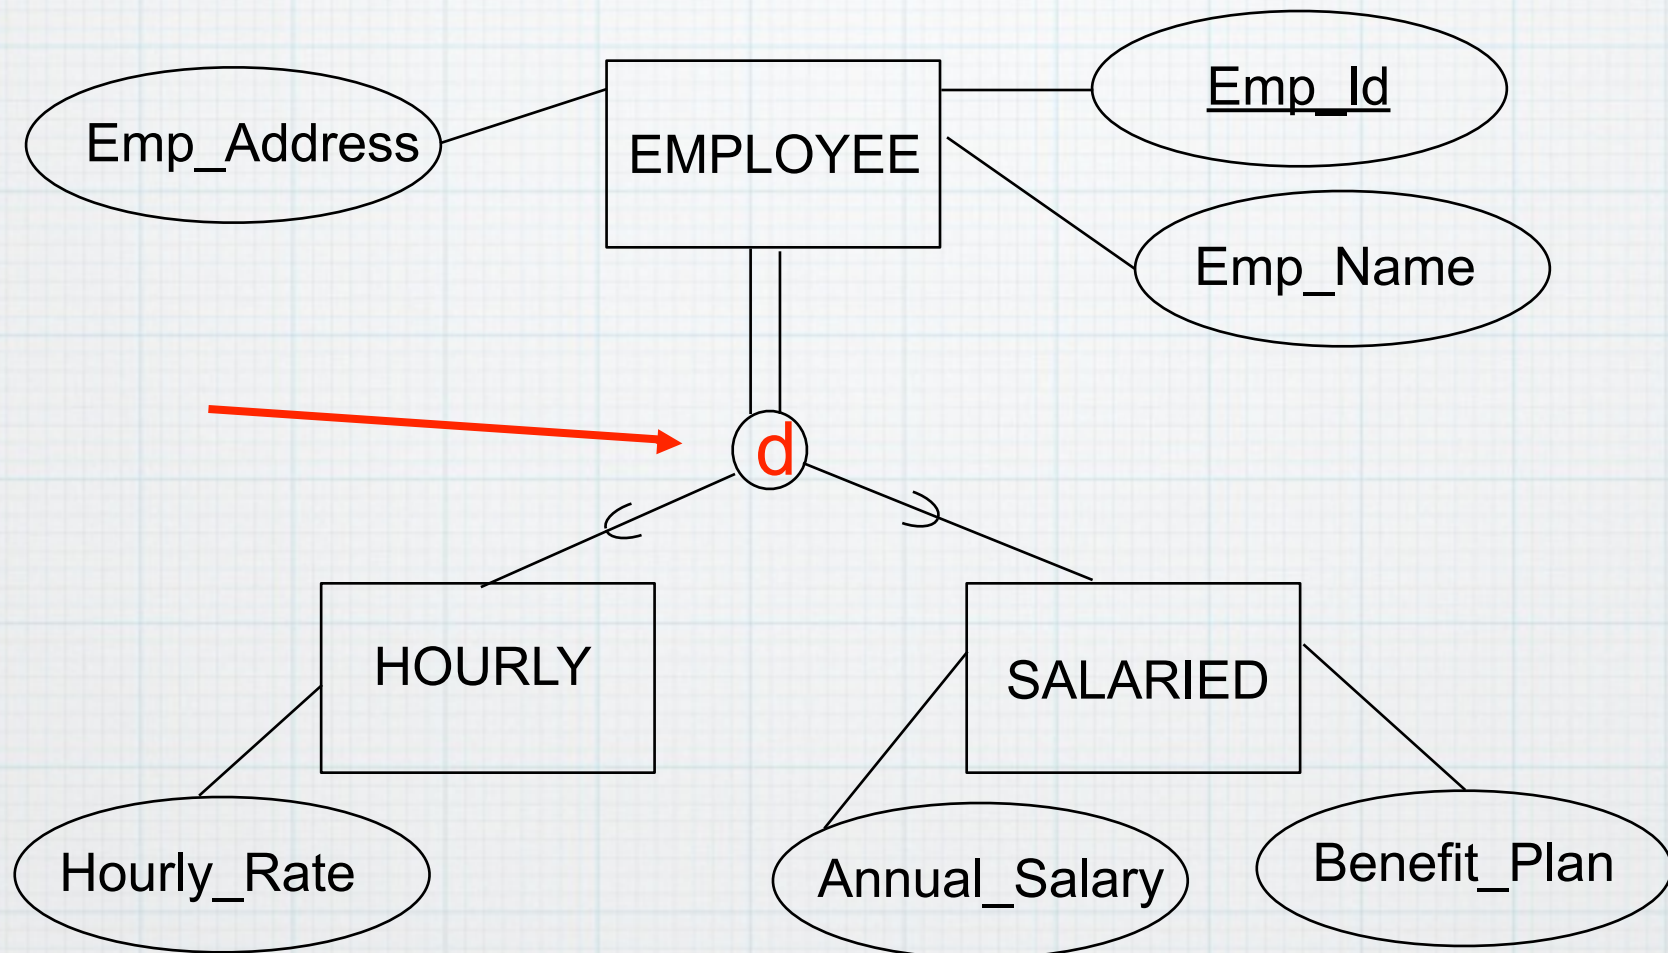 Emp_Id
Emp_Address
EMPLOYEE
Emp_Name
d
HOURLY
SALARIED
Hourly_Rate
Annual_Salary
Benefit_Plan